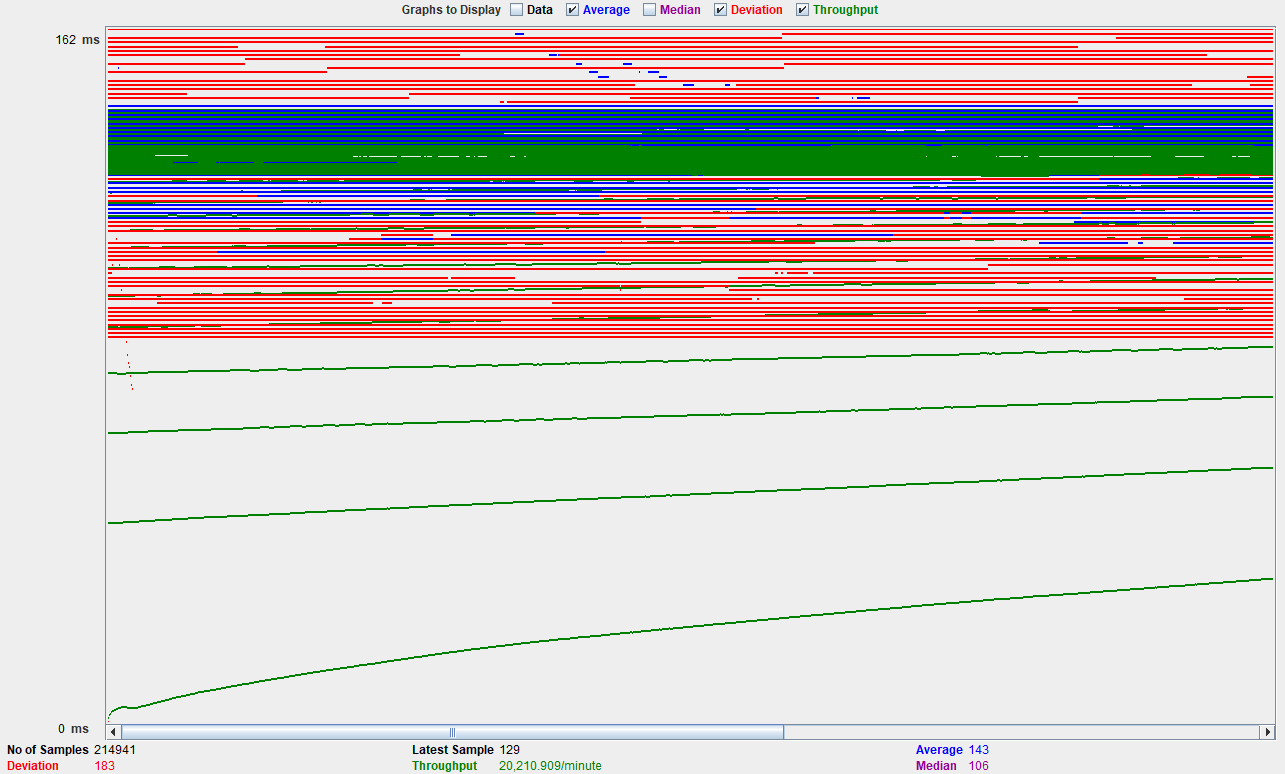 Graphs to Display Data Average Median Deviation Throughput
162 ms
0 ms
No of Samples 214941 Latest Sample 129 Average 143
Deviation 183 Throughput 20,210.909/minute Median 106